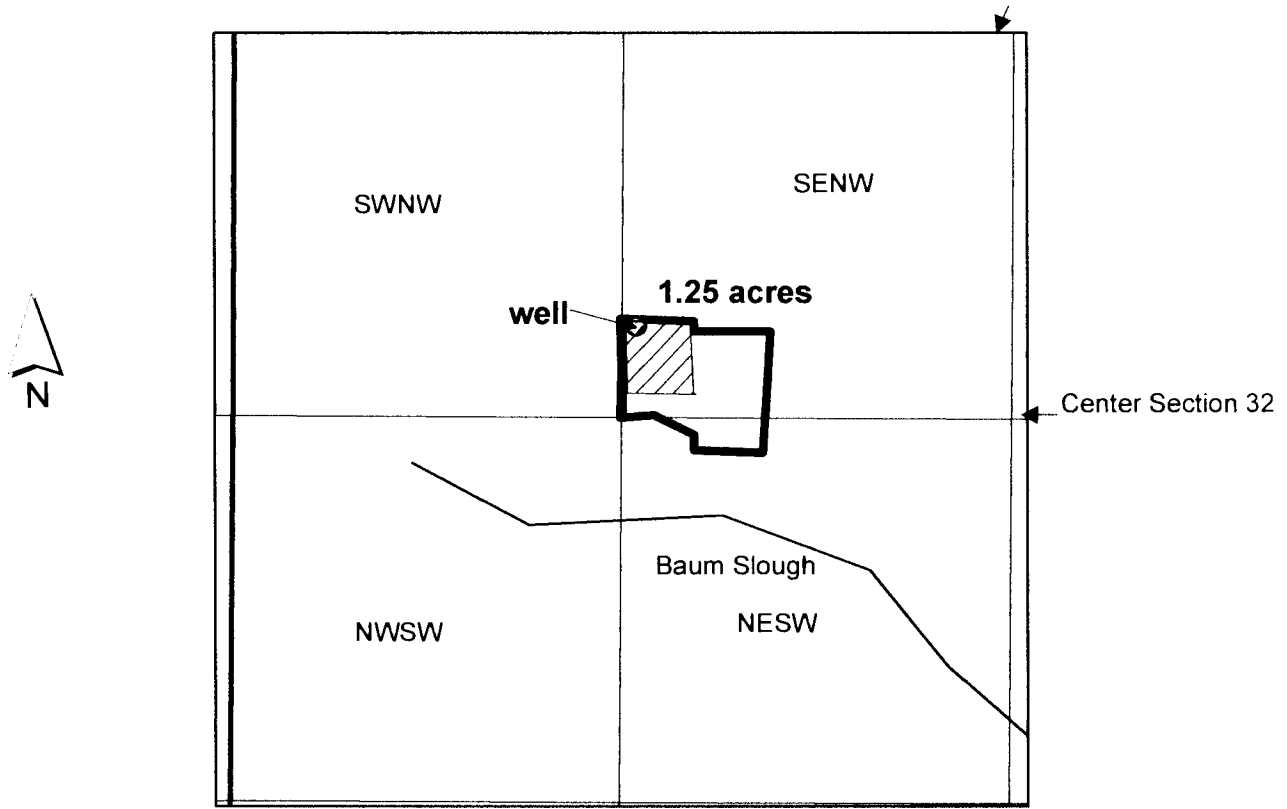 SENW
SWNW
1.25 acres
well
N
Center Section 32
Baum Slough
NWSW
NESW